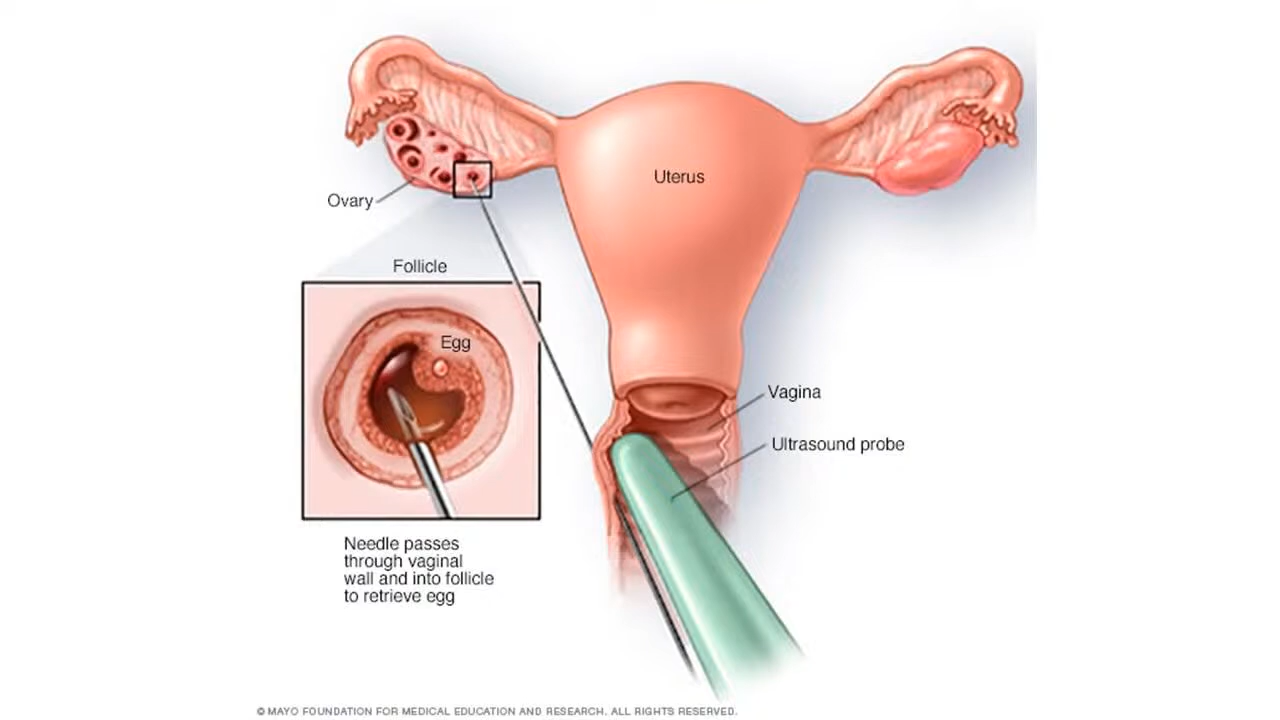 Uterus
Ovary
Follicle
Egg
Vagina
Ultrasound probe
Needle passes
through vaginal
wall and into follicle
to retrieve egg
© MAYO FOUNDATION FOR MEDICAL EDUCATION AND RESEARCH. ALL RIGHTS RESERVED.